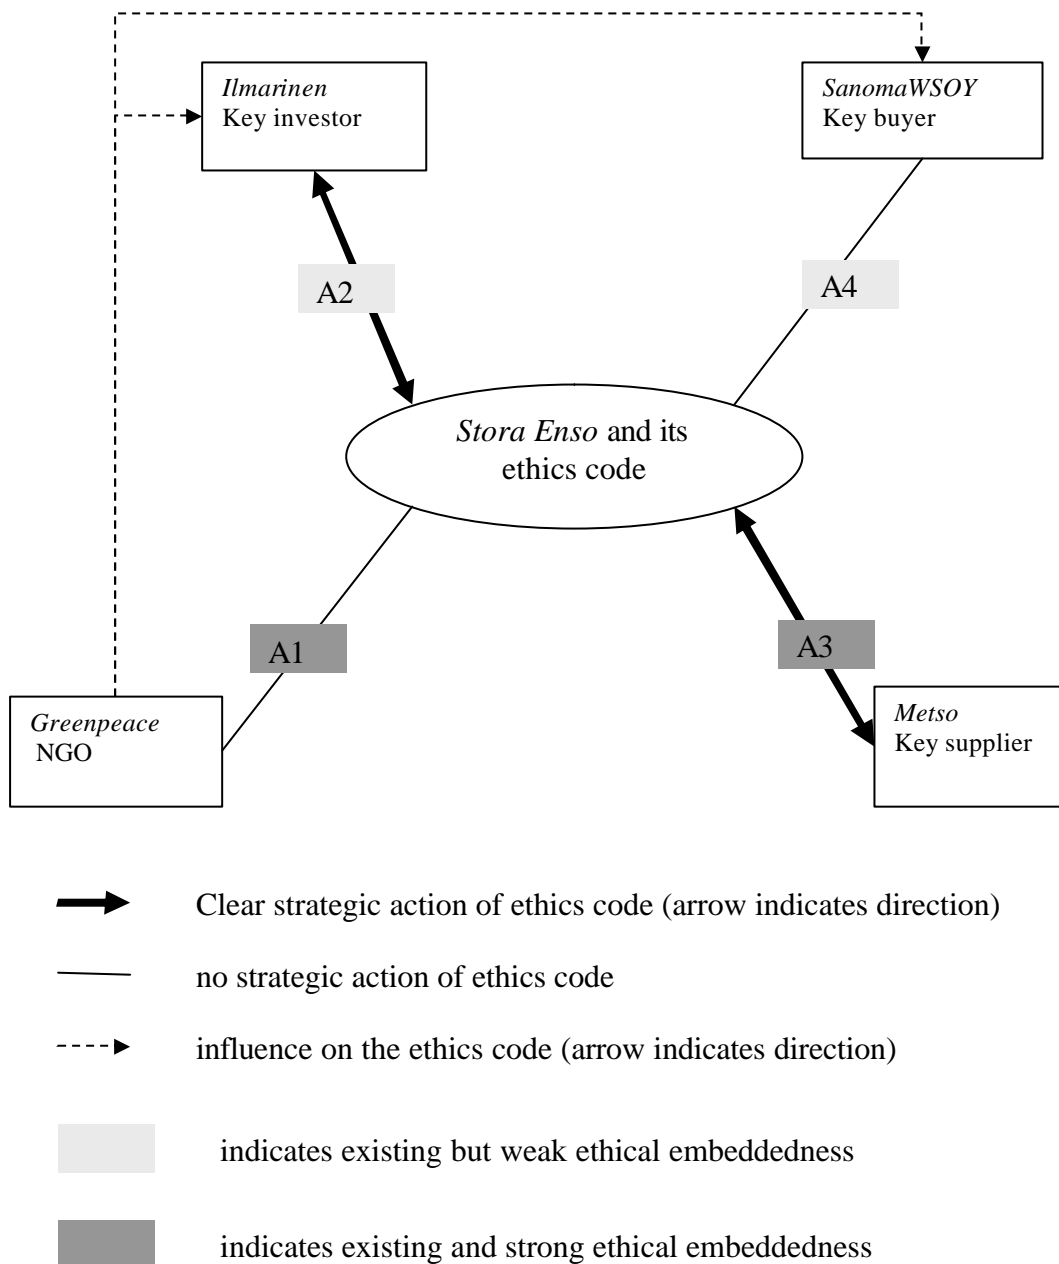 Ilmarinen
Key investor
SanomaWSOY
Key buyer
A2
A4
Stora Enso and its
ethics code
A1
A3
Greenpeace
NGO
Metso
Key supplier
Clear strategic action of ethics code (arrow indicates direction)
no strategic action of ethics code
influence on the ethics code (arrow indicates direction)
indicates existing but weak ethical embeddedness
indicates existing and strong ethical embeddedness